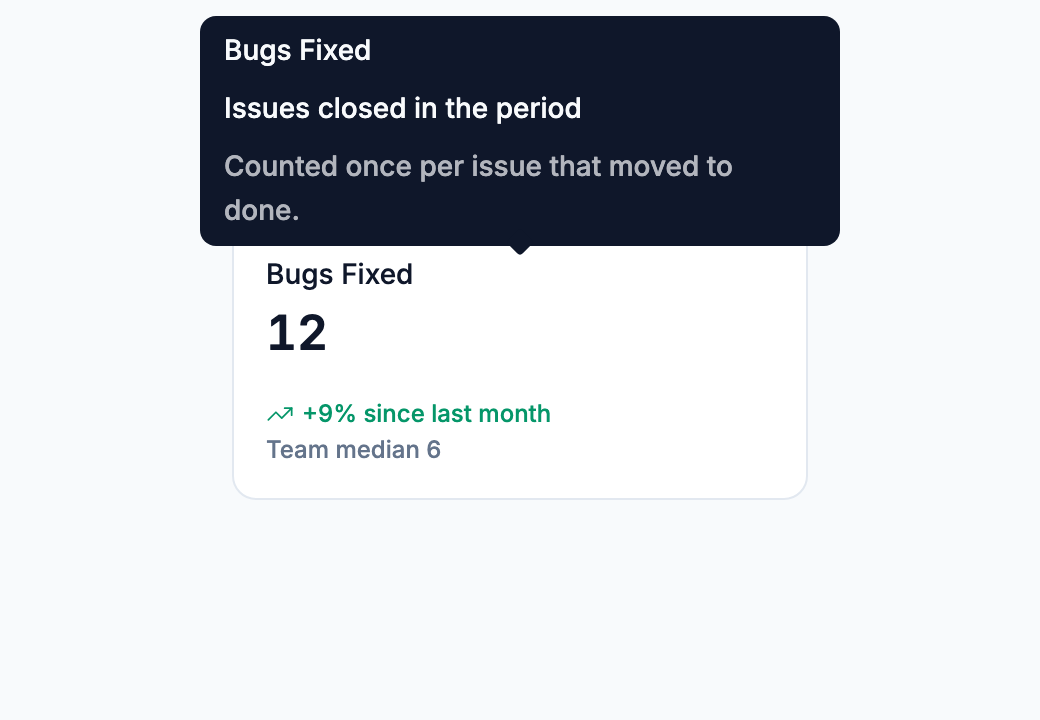 Bugs Fixed
Issues closed in the period
Counted once per issue that moved to
done.
Bugs Fixed
12
+9% since last month
Team median 6